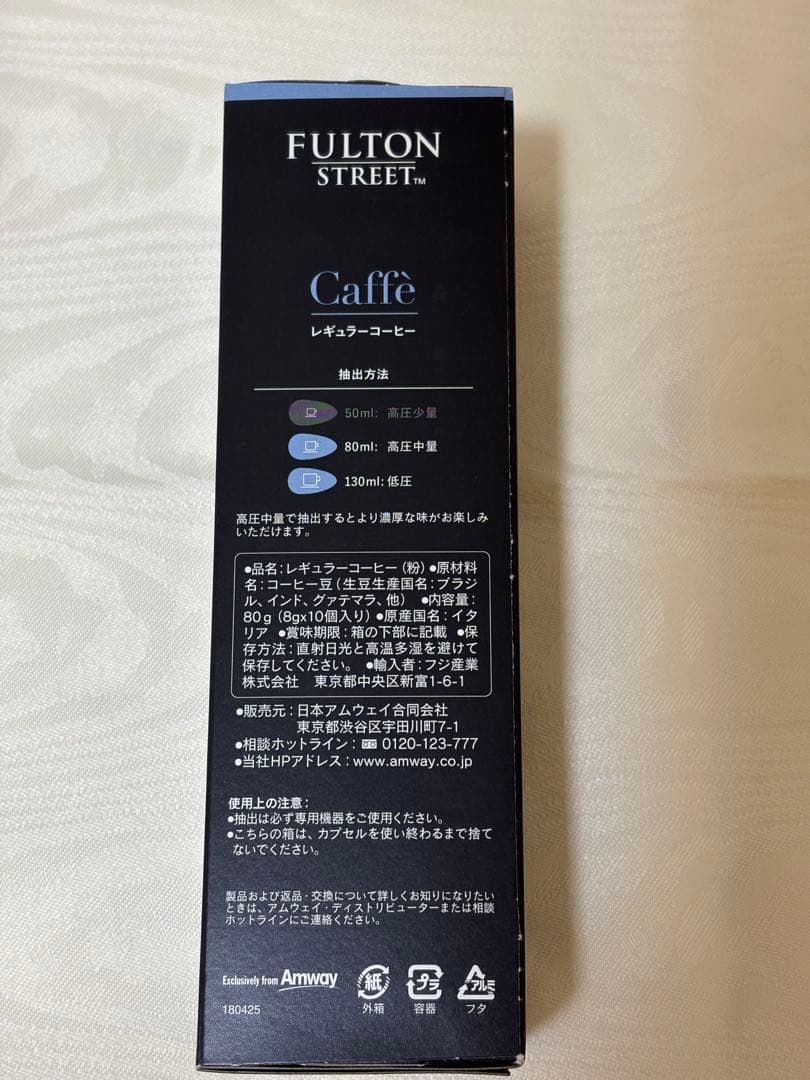 FULTON
STREET™
Caffè
レギュラーコーヒー
抽出方法
50ml: 高圧少量
80ml: 高圧中量
130ml: 低圧
高圧中量で抽出するとより濃厚な味がお楽しみ
いただけます。
●品名:レギュラーコーヒー(粉) ●原材料
名:コーヒー豆(生豆生産国名:ブラジ
ル、インド、グァテマラ、他) ●内容量:
80g (8gx10個入り) ●原産国名:イタ
リア ●賞味期限:箱の下部に記載 ●保
存方法:直射日光と高温多湿を避けて
保存してください。 ●輸入者:フジ産業
株式会社 東京都中央区新富1-6-1
●販売元:日本アムウェイ合同会社
東京都渋谷区宇田川町7-1
●相談ホットライン: 0120-123-777
●当社HPアドレス:www.amway.co.jp
使用上の注意:
●抽出は必ず専用機器をご使用ください。
●こちらの箱は、カプセルを使い終わるまで捨て
ないでください。
製品および返品・交換について詳しくお知りになりたい
ときは、アムウェイ・ディストリビューターまたは相談
ホットラインにご連絡ください。
Exclusively from Amway
紙 プラ アルミ
180425 外箱 容器 フタ